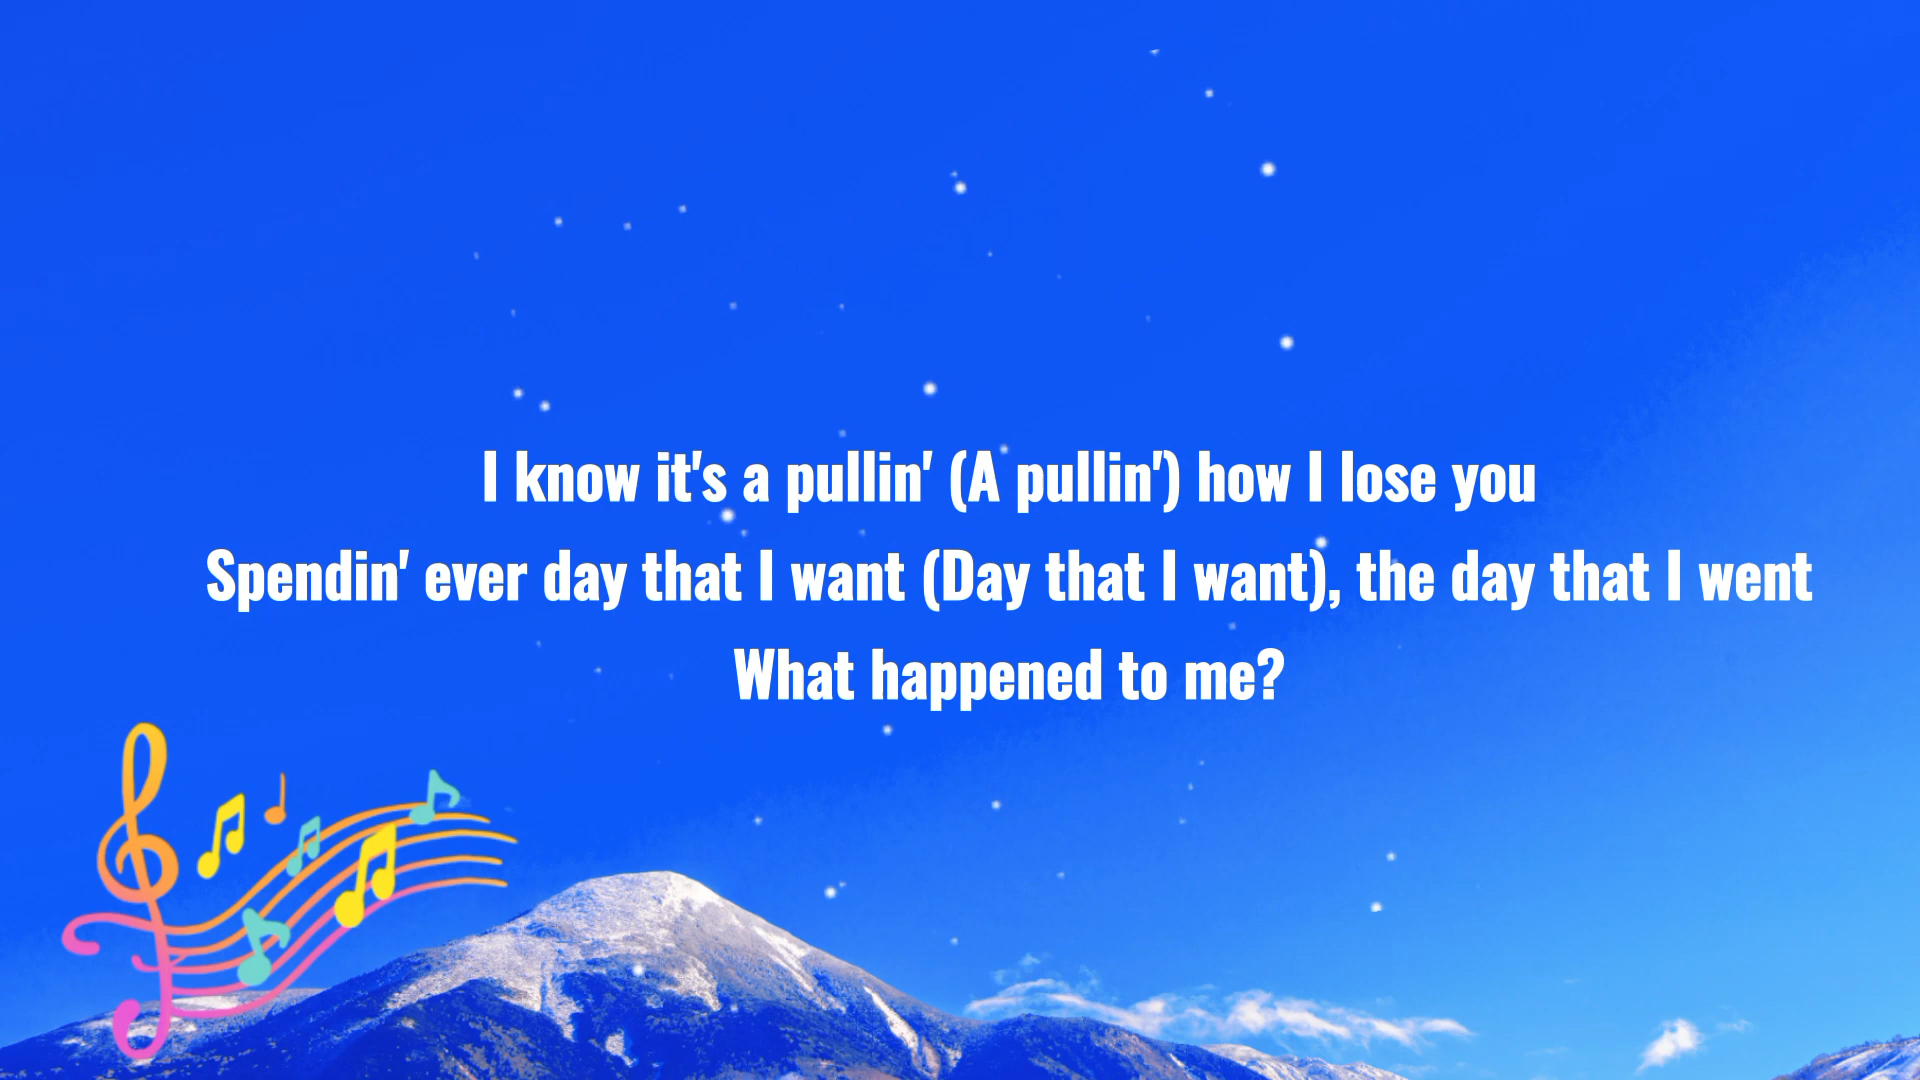 I know it's a pullin' (A pullin') how I lose you
Spendin' ever day that I want (Day that I want), the day that I went
What happened to me?